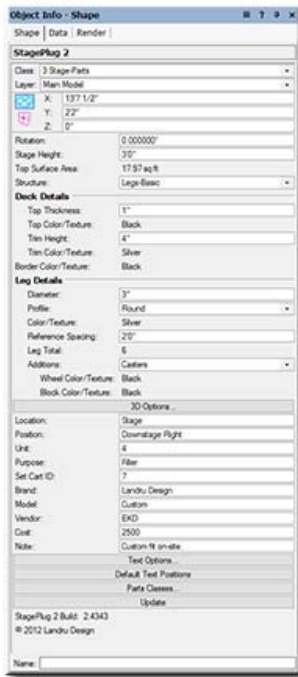 Object Info - Shape
Shape Data Render
StagePlug 2
Class: 3 Stage-Parts
Layer: Main Model
X: 13'7 1/2"
Y: 2'2"
Z: 0"
Rotation: 0.000000°
Stage Height: 3'0"
Top Surface Area: 17.97 sq ft
Structure: Legs-Basic
Deck Details
Top Thickness: 1"
Top Color/Texture: Black
Trim Height: 4"
Trim Color/Texture: Silver
Border Color/Texture: Black
Leg Details
Diameter: 3"
Profile: Round
Color/Texture: Silver
Reference Spacing: 2'0"
Leg Total: 6
Additions: Casters
Wheel Color/Texture: Black
Block Color/Texture: Black
3D Options...
Location: Stage
Position: Downstage Right
Unit: 4
Purpose: Filler
Set Cart ID: 7
Brand: Landru Design
Model: Custom
Vendor: EKO
Cost: 2500
Note: Custom fit on-site
Text Options...
Default Text Positions
Parts Classes...
Update
StagePlug 2 Build: 2.4343
© 2012 Landru Design
Name: